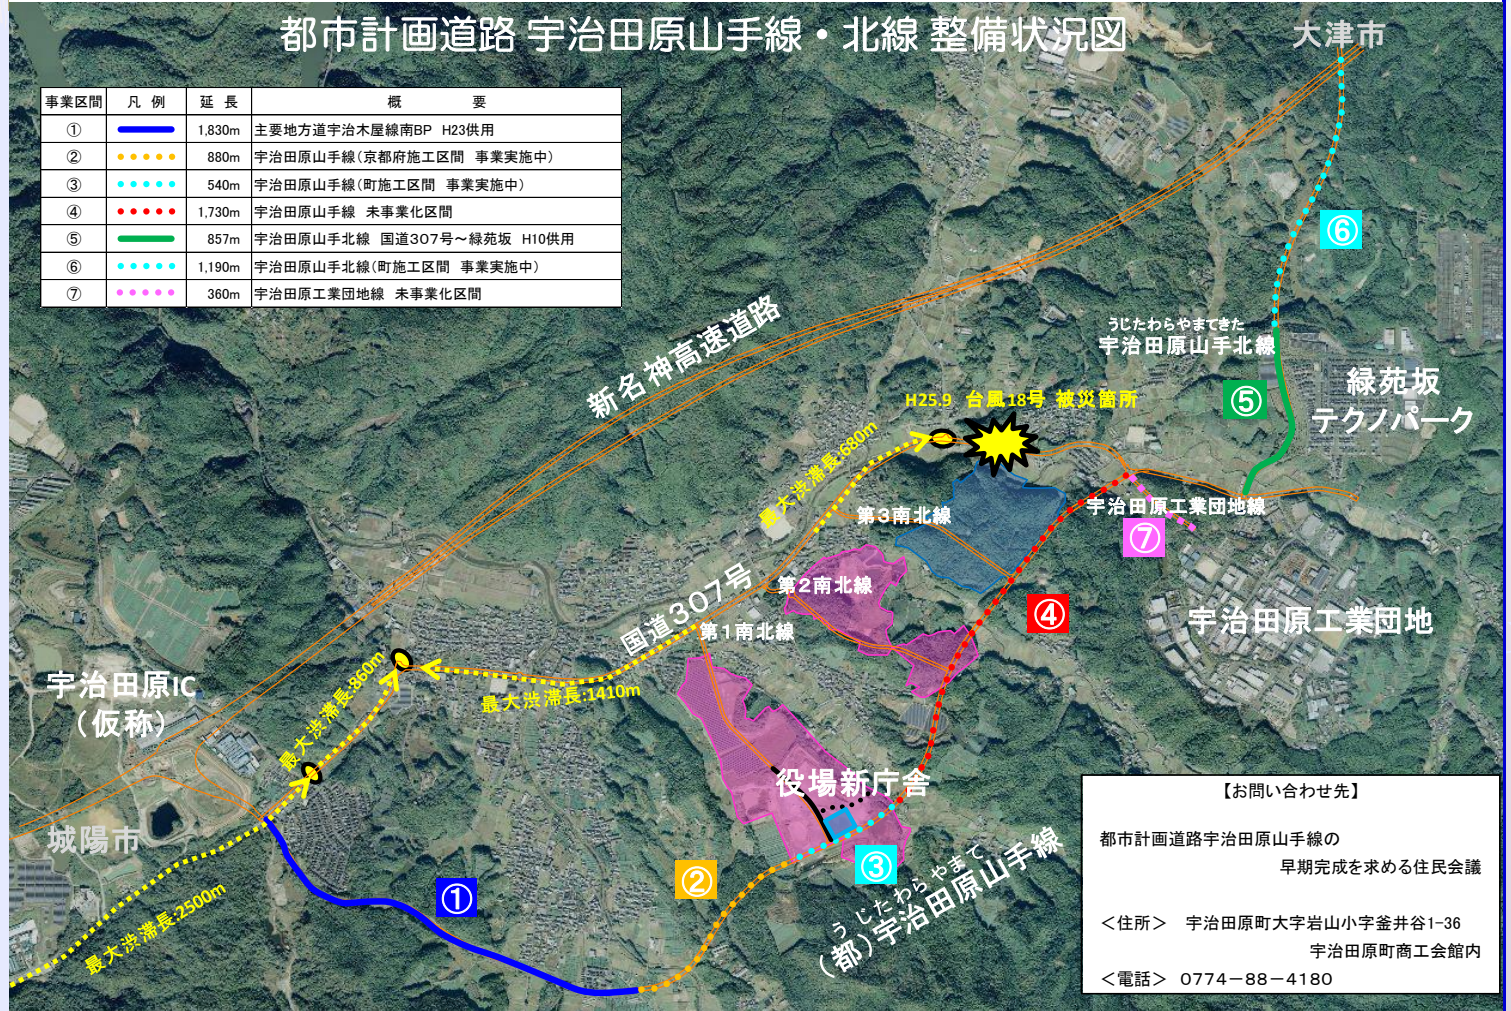 都市計画道路 宇治田原山手線・北線 整備状況図
大津市
事業区間 凡 例 延 長 概 要
① 1,830m 主要地方道宇治木屋線南BP H23供用
② 880m 宇治田原山手線(京都府施工区間 事業実施中)
③ 540m 宇治田原山手線(町施工区間 事業実施中)
④ 1,730m 宇治田原山手線 未事業化区間
⑤ 857m 宇治田原山手北線 国道307号～緑苑坂 H10供用
⑥ 1,190m 宇治田原山手北線(町施工区間 事業実施中)
⑦ 360m 宇治田原工業団地線 未事業化区間
⑥
新名神高速道路
うじたわらやまてきた
宇治田原山手北線
緑苑坂
テクノパーク
⑤
H25.9 台風18号 被災箇所
最大渋滞長:680m
第3南北線
宇治田原工業団地線
⑦
第2南北線
国道307号
第1南北線
④
宇治田原工業団地
宇治田原IC
(仮称)
最大渋滞長:860m
最大渋滞長:1410m
役場新庁舎
城陽市
③
②
①
うじたわらやまて
(都)宇治田原山手線
最大渋滞長:2500m
【お問い合わせ先】
都市計画道路宇治田原山手線の
早期完成を求める住民会議
＜住所＞ 宇治田原町大字岩山小字釜井谷1-36
宇治田原町商工会館内
＜電話＞ 0774－88－4180